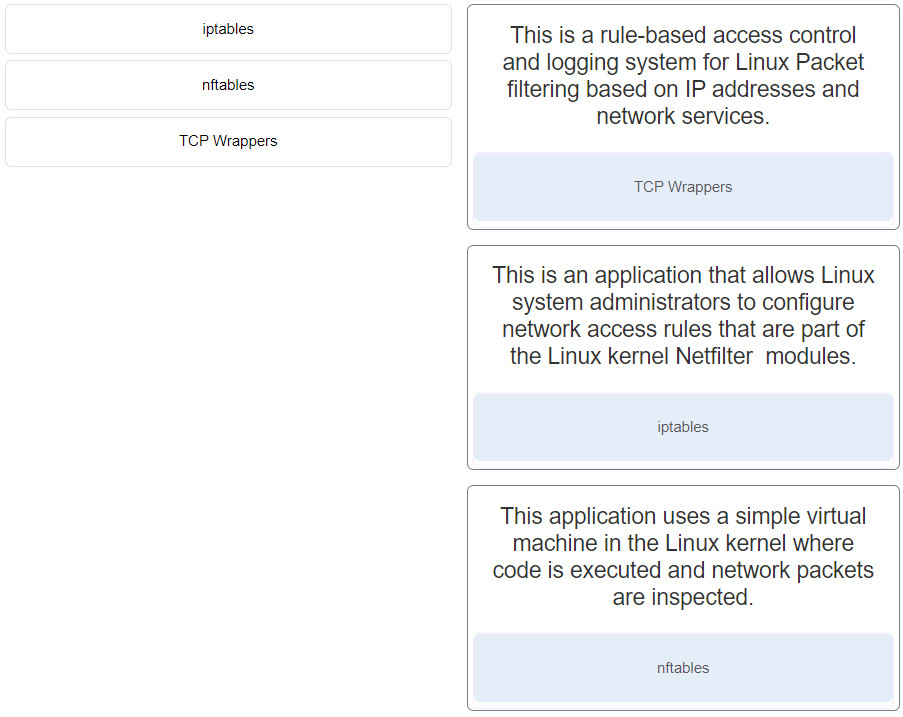 iptables
nftables
TCP Wrappers
This is a rule-based access control
and logging system for Linux Packet
filtering based on IP addresses and
network services.
TCP Wrappers
This is an application that allows Linux
system administrators to configure
network access rules that are part of
the Linux kernel Netfilter  modules.
iptables
This application uses a simple virtual
machine in the Linux kernel where
code is executed and network packets
are inspected.
nftables